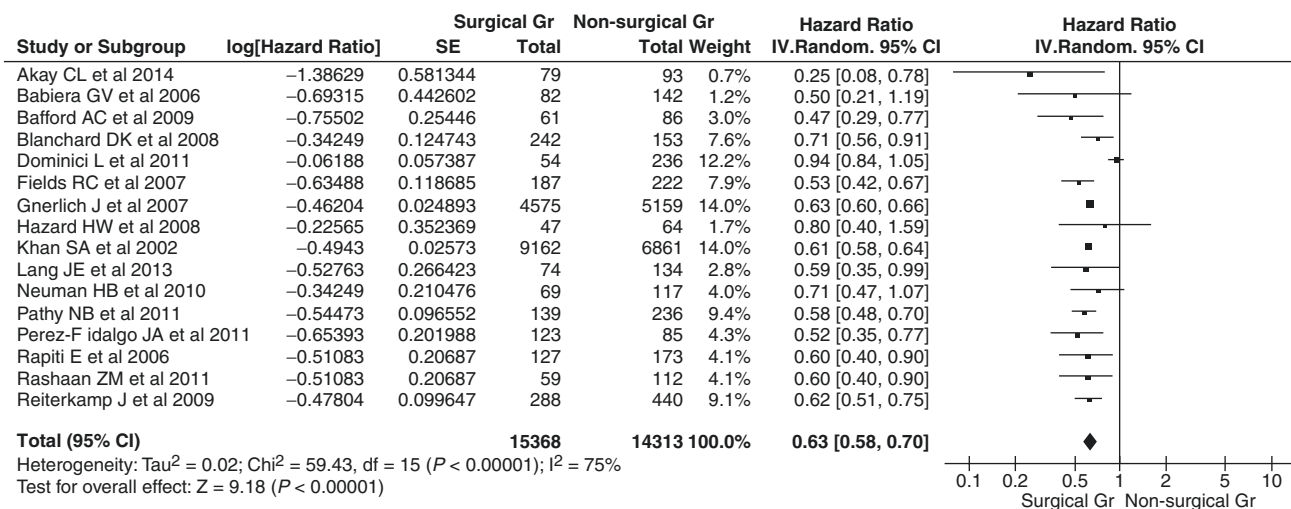 Surgical Gr Non-surgical Gr Hazard Ratio Hazard Ratio
Study or Subgroup log[Hazard Ratio] SE Total Total Weight IV.Random. 95% CI IV.Random. 95% CI
Akay CL et al 2014 −1.38629 0.581344 79 93 0.7% 0.25 [0.08, 0.78]
Babiera GV et al 2006 −0.69315 0.442602 82 142 1.2% 0.50 [0.21, 1.19]
Bafford AC et al 2009 −0.75502 0.25446 61 86 3.0% 0.47 [0.29, 0.77]
Blanchard DK et al 2008 −0.34249 0.124743 242 153 7.6% 0.71 [0.56, 0.91]
Dominici L et al 2011 −0.06188 0.057387 54 236 12.2% 0.94 [0.84, 1.05]
Fields RC et al 2007 −0.63488 0.118685 187 222 7.9% 0.53 [0.42, 0.67]
Gnerlich J et al 2007 −0.46204 0.024893 4575 5159 14.0% 0.63 [0.60, 0.66]
Hazard HW et al 2008 −0.22565 0.352369 47 64 1.7% 0.80 [0.40, 1.59]
Khan SA et al 2002 −0.4943 0.02573 9162 6861 14.0% 0.61 [0.58, 0.64]
Lang JE et al 2013 −0.52763 0.266423 74 134 2.8% 0.59 [0.35, 0.99]
Neuman HB et al 2010 −0.34249 0.210476 69 117 4.0% 0.71 [0.47, 1.07]
Pathy NB et al 2011 −0.54473 0.096552 139 236 9.4% 0.58 [0.48, 0.70]
Perez-F idalgo JA et al 2011 −0.65393 0.201988 123 85 4.3% 0.52 [0.35, 0.77]
Rapiti E et al 2006 −0.51083 0.20687 127 173 4.1% 0.60 [0.40, 0.90]
Rashaan ZM et al 2011 −0.51083 0.20687 59 112 4.1% 0.60 [0.40, 0.90]
Reiterkamp J et al 2009 −0.47804 0.099647 288 440 9.1% 0.62 [0.51, 0.75]
Total (95% CI) 15368 14313 100.0% 0.63 [0.58, 0.70]
Heterogeneity: Tau² = 0.02; Chi² = 59.43, df = 15 (P < 0.00001); I² = 75%
Test for overall effect: Z = 9.18 (P < 0.00001)
0.1 0.2 0.5 1 2 5 10
Surgical Gr Non-surgical Gr